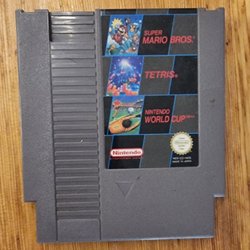 SUPER
MARIO BROS.
TETRIS
NINTENDO
WORLD CUP
Nintendo